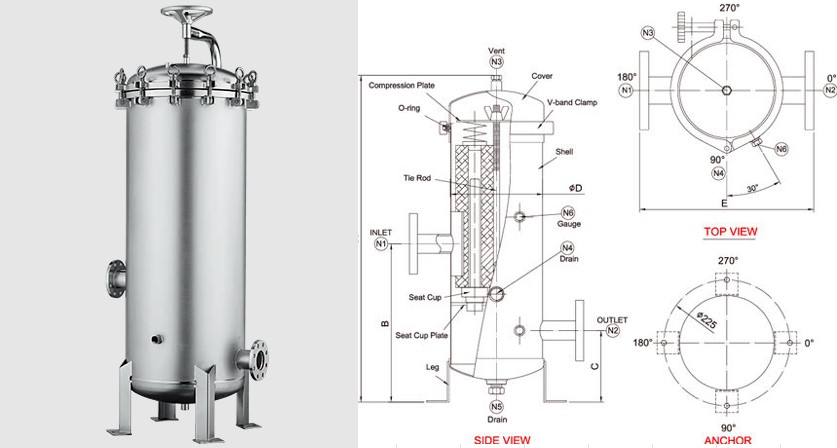 Vent
N3
Cover
Compression Plate
V-band Clamp
O-ring
Shell
Tie Rod
øD
N6
Gauge
INLET
N1
N4
Drain
Seat Cup
OUTLET
N2
Seat Cup Plate
B
C
Leg
N5
Drain
SIDE VIEW
270°
N3
180°
0°
N1
N2
N6
90°
N4
30°
E
TOP VIEW
270°
ø225
180°
0°
90°
ANCHOR